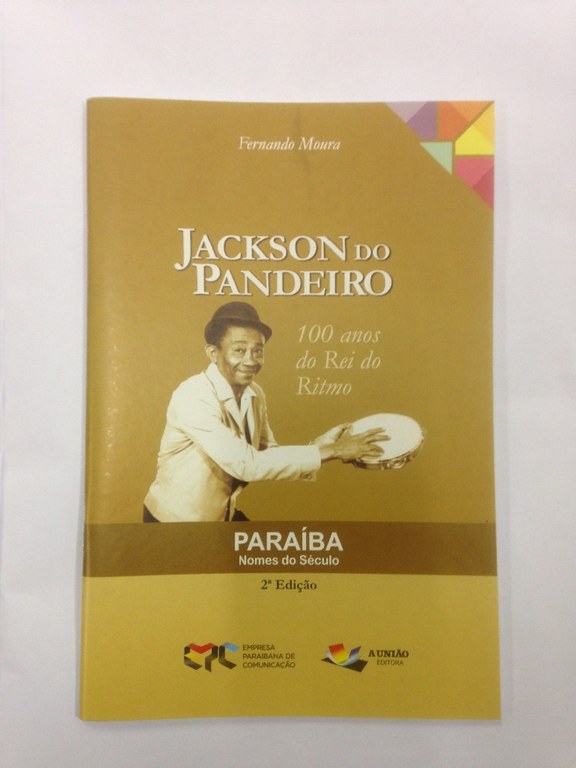 Fernando Moura
JACKSON DO
PANDEIRO
100 anos
do Rei do
Ritmo
PARAÍBA
Nomes do Século
2ª Edição
EPC
EMPRESA
PARAIBANA DE
COMUNICAÇÃO
A UNIÃO
EDITORA